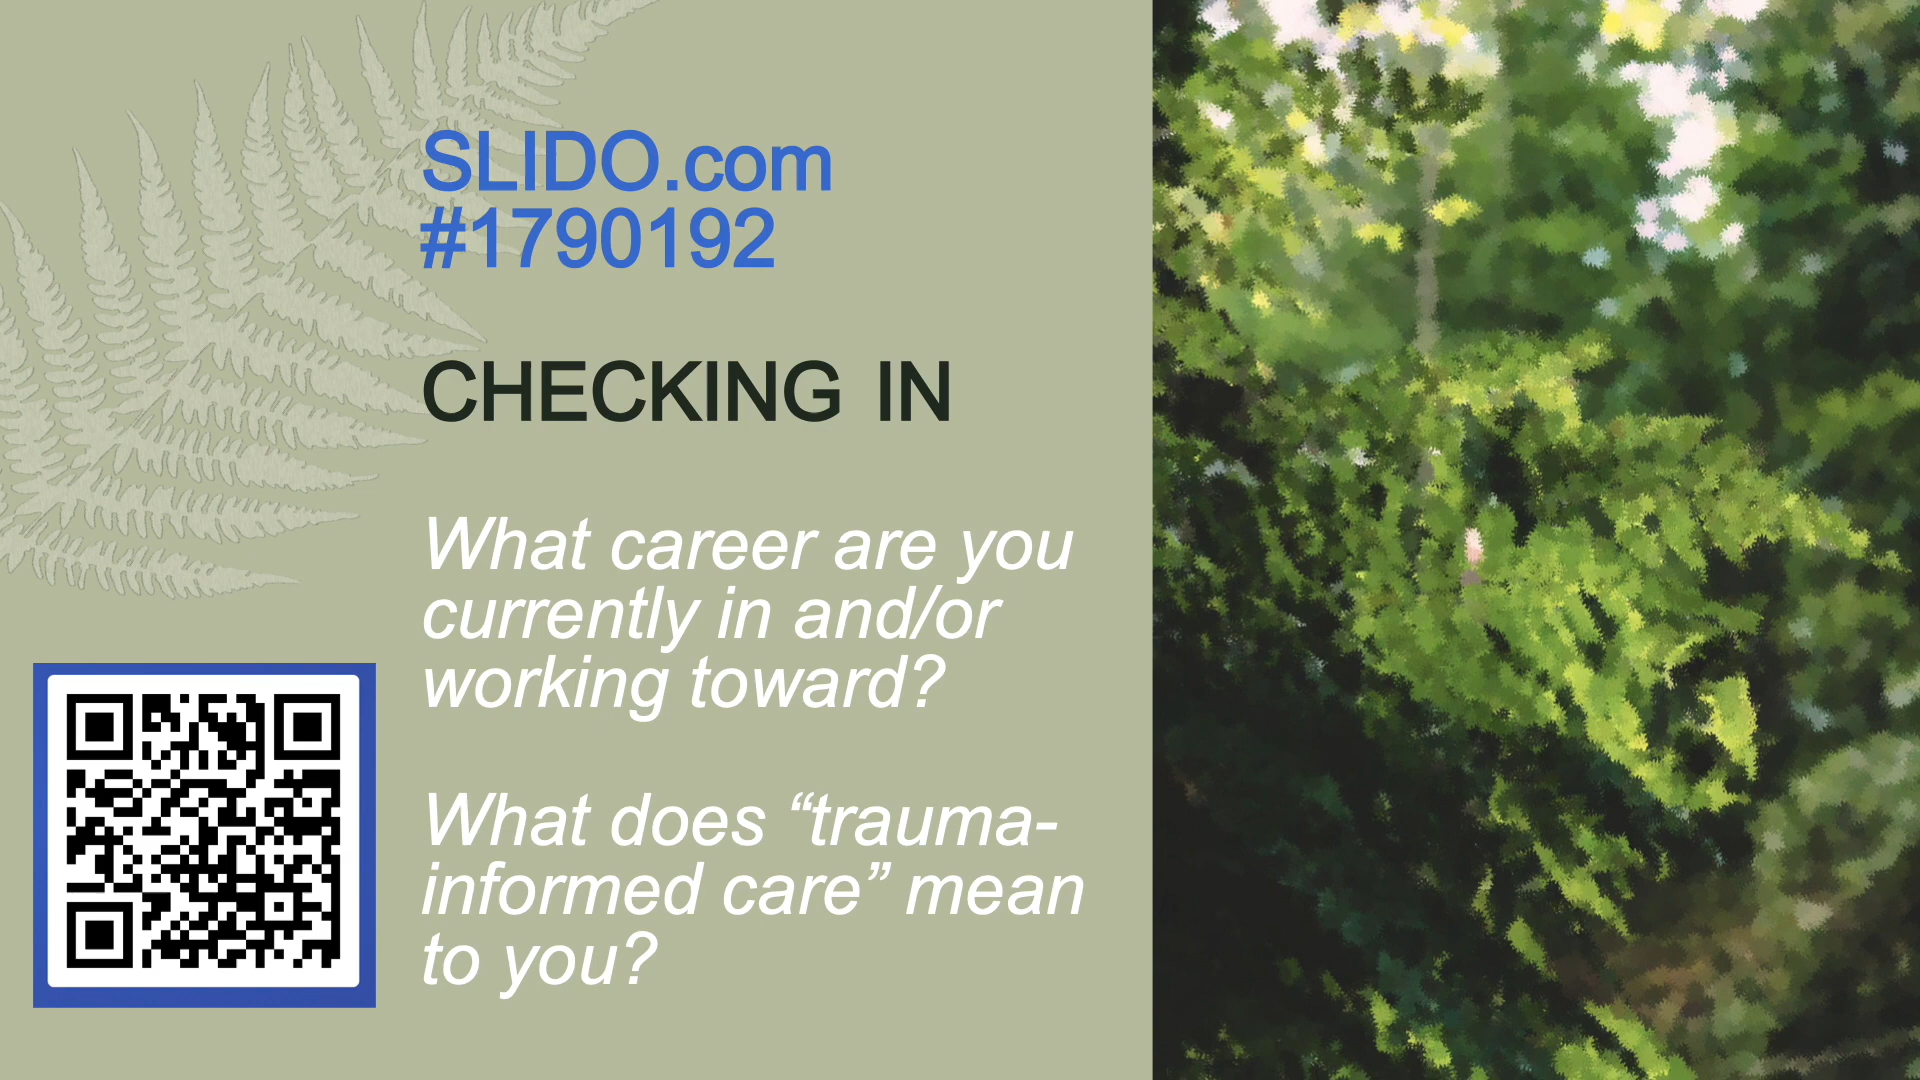 SLIDO.com
#1790192
CHECKING IN
What career are you
currently in and/or
working toward?
What does “trauma-
informed care” mean
to you?